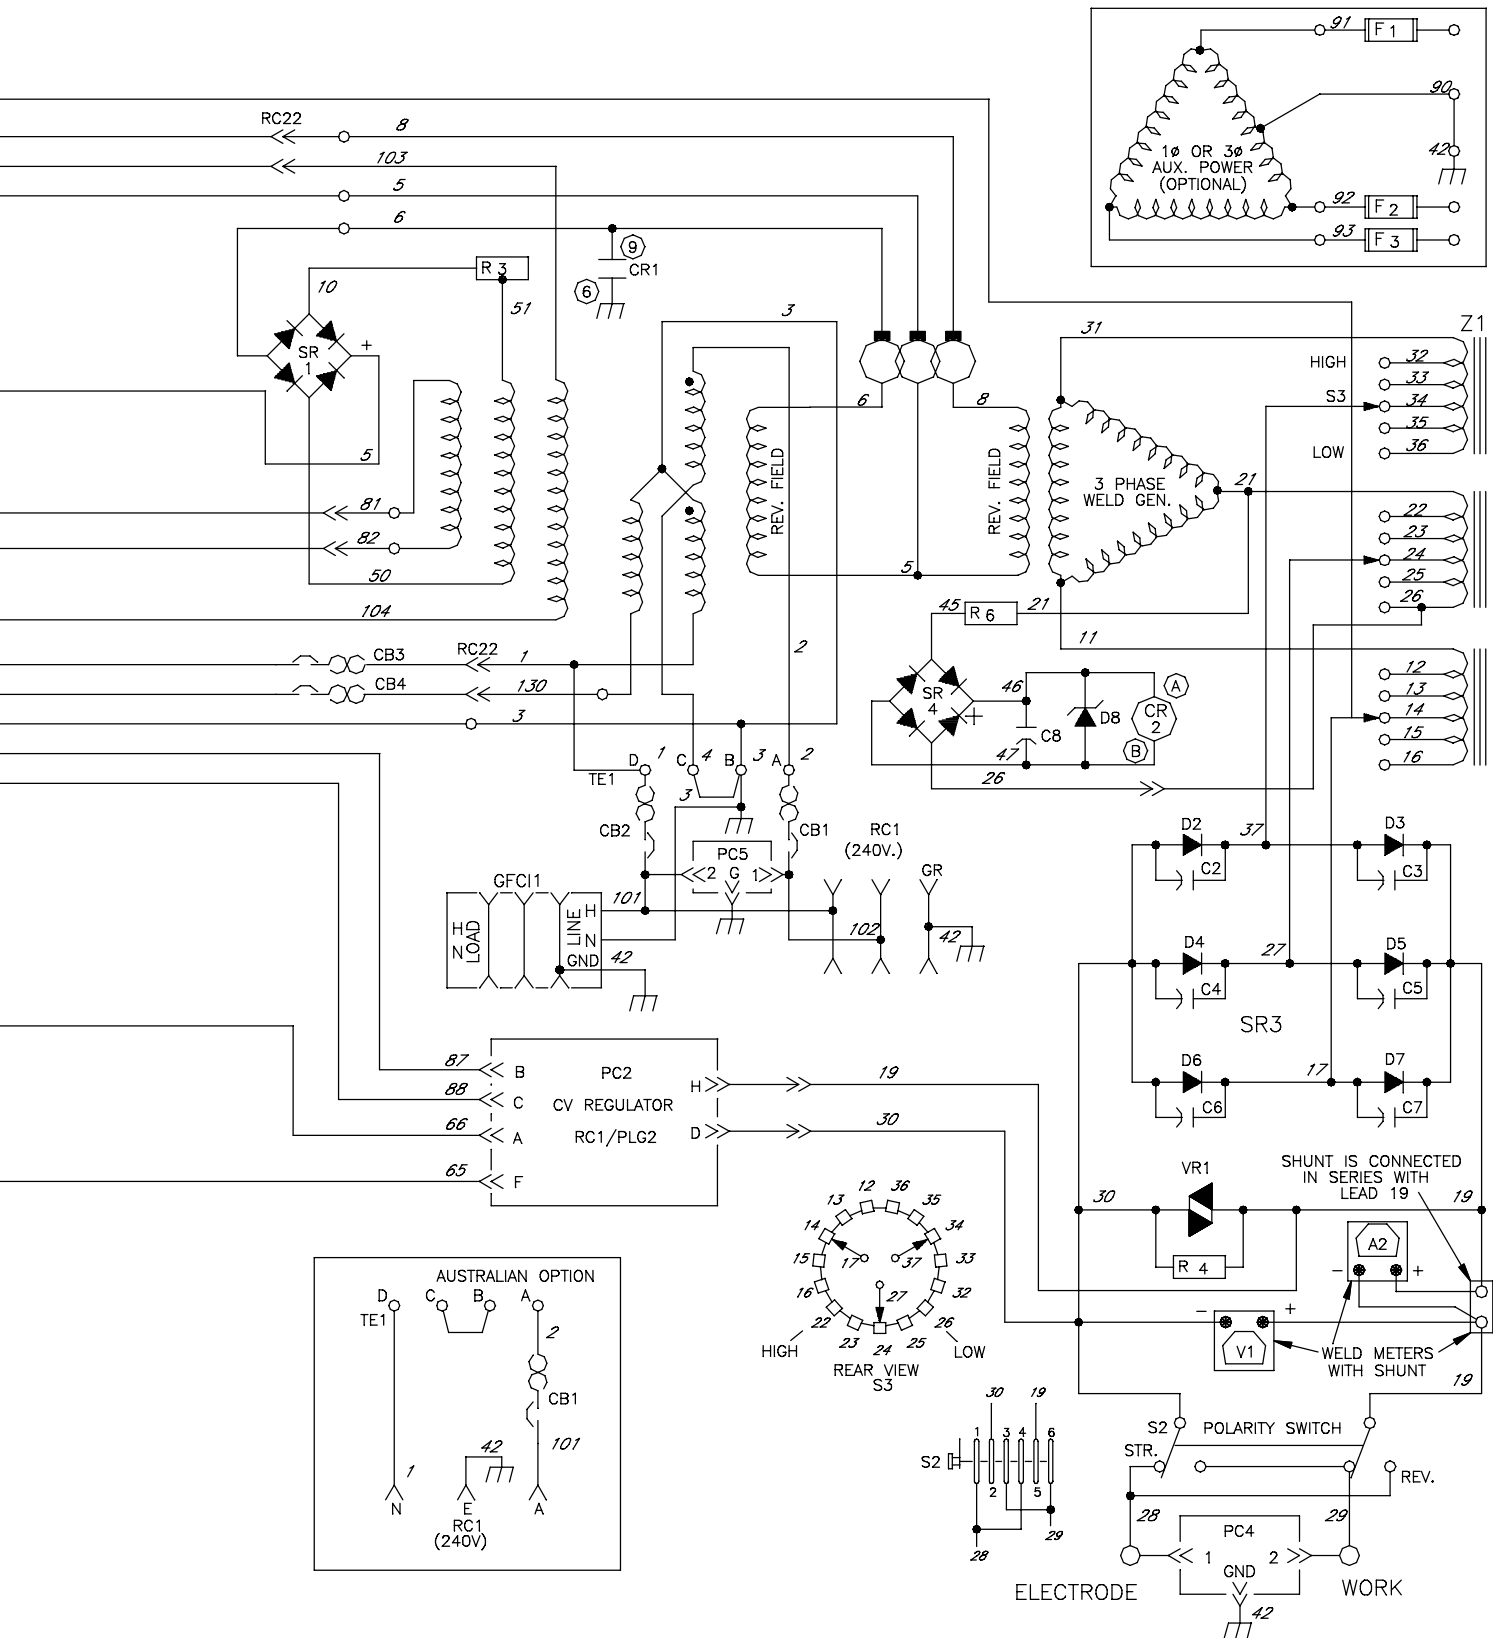 91
F 1
90
1ø OR 3ø
AUX. POWER
(OPTIONAL)
42
92
F 2
93
F 3
RC22
8
103
5
6
9
CR1
6
R 3
10
51
SR
1
+
5
81
82
50
104
3
6
8
REV. FIELD
REV. FIELD
5
31
3 PHASE
WELD GEN.
21
11
Z1
HIGH
S3
LOW
32
33
34
35
36
22
23
24
25
26
12
13
14
15
16
45
R 6
21
SR
4
+
46
47
C8
D8
A
CR
2
B
26
CB3
RC22
1
CB4
130
3
2
D
1
C
4
B
3
A
2
TE1
3
CB2
CB1
RC1
(240V.)
PC5
2 G 1
GR
GFCI1
101
H
N
LOAD
LINE
H
N
GND
42
102
42
D2
37
D3
C2
C3
D4
27
D5
C4
C5
SR3
D6
17
D7
C6
C7
87
B
88
C
66
A
65
F
PC2
CV REGULATOR
RC1/PLG2
H
D
19
30
VR1
30
R 4
SHUNT IS CONNECTED
IN SERIES WITH
LEAD 19
19
A2
-
+
-
+
V1
WELD METERS
WITH SHUNT
19
12
36
13
35
14
34
17
37
15
33
16
27
32
22
26
23
24
25
HIGH
LOW
REAR VIEW
S3
AUSTRALIAN OPTION
D
C
B
A
TE1
2
CB1
42
101
1
N
E
A
RC1
(240V)
30
19
S2
1
3
4
6
2
5
28
29
S2
POLARITY SWITCH
STR.
REV.
28
29
PC4
1
2
GND
ELECTRODE
WORK
42